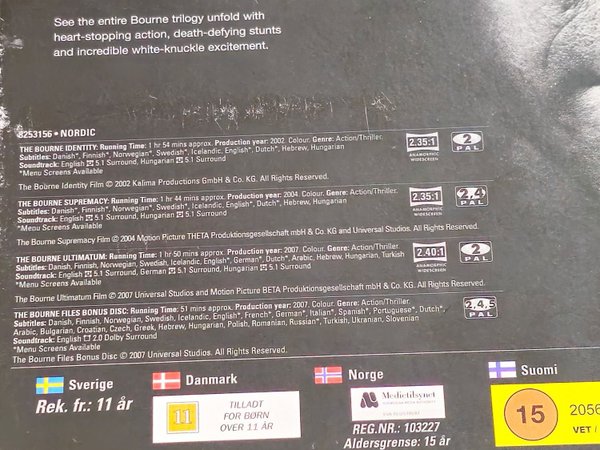 See the entire Bourne trilogy unfold with
heart-stopping action, death-defying stunts
and incredible white-knuckle excitement.
8253156 • NORDIC
THE BOURNE IDENTITY: Running Time: 1 hr 54 mins approx. Production year: 2002. Colour. Genre: Action/Thriller.
Subtitles: Danish*, Finnish*, Norwegian*, Swedish*, Icelandic, English*, Dutch*, Hebrew, Hungarian
Soundtrack: English 5.1 Surround, Hungarian 5.1 Surround
*Menu Screens Available
The Bourne Identity Film © 2002 Kalima Productions GmbH & Co. KG. All Rights Reserved.
2.35:1
ANAMORPHIC
WIDESCREEN
2
PAL
THE BOURNE SUPREMACY: Running Time: 1 hr 44 mins approx. Production year: 2004. Colour. Genre: Action/Thriller.
Subtitles: Danish*, Finnish*, Norwegian*, Swedish*, Icelandic, English*, Dutch*, Hebrew, Hungarian
Soundtrack: English 5.1 Surround, Hungarian 5.1 Surround
*Menu Screens Available
The Bourne Supremacy Film © 2004 Motion Picture THETA Produktionsgesellschaft mbH & Co. KG and Universal Studios. All Rights Reserved.
2.35:1
ANAMORPHIC
WIDESCREEN
2,4
PAL
THE BOURNE ULTIMATUM: Running Time: 1 hr 50 mins approx. Production year: 2007. Colour. Genre: Action/Thriller.
Subtitles: Danish, Finnish, Norwegian, Swedish, Icelandic, English*, German*, Dutch*, Arabic, Hebrew, Hungarian, Turkish
Soundtrack: English 5.1 Surround, German 5.1 Surround, Hungarian 5.1 Surround
*Menu Screens Available
The Bourne Ultimatum Film © 2007 Universal Studios and Motion Picture BETA Produktionsgesellschaft mbH & Co. KG. All Rights Reserved.
2.40:1
ANAMORPHIC
WIDESCREEN
2
PAL
THE BOURNE FILES BONUS DISC: Running Time: 51 mins approx. Production year: 2007. Colour. Genre: Action/Thriller.
Subtitles: Danish, Finnish, Norwegian, Swedish, Icelandic, English*, French*, German*, Italian*, Spanish*, Portuguese*, Dutch*,
Arabic, Bulgarian, Croatian, Czech, Greek, Hebrew, Hungarian, Polish, Romanian, Russian*, Turkish, Ukranian, Slovenian
Soundtrack: English 2.0 Dolby Surround
*Menu Screens Available
The Bourne Files Bonus Disc © 2007 Universal Studios. All Rights Reserved.
2,4,5
PAL
Sverige
Rek. fr.: 11 år
Danmark
11
TILLADT
FOR BØRN
OVER 11 ÅR
Norge
Medietilsynet
REG.NR.: 103227
Aldersgrense: 15 år
Suomi
15
2056
VET /